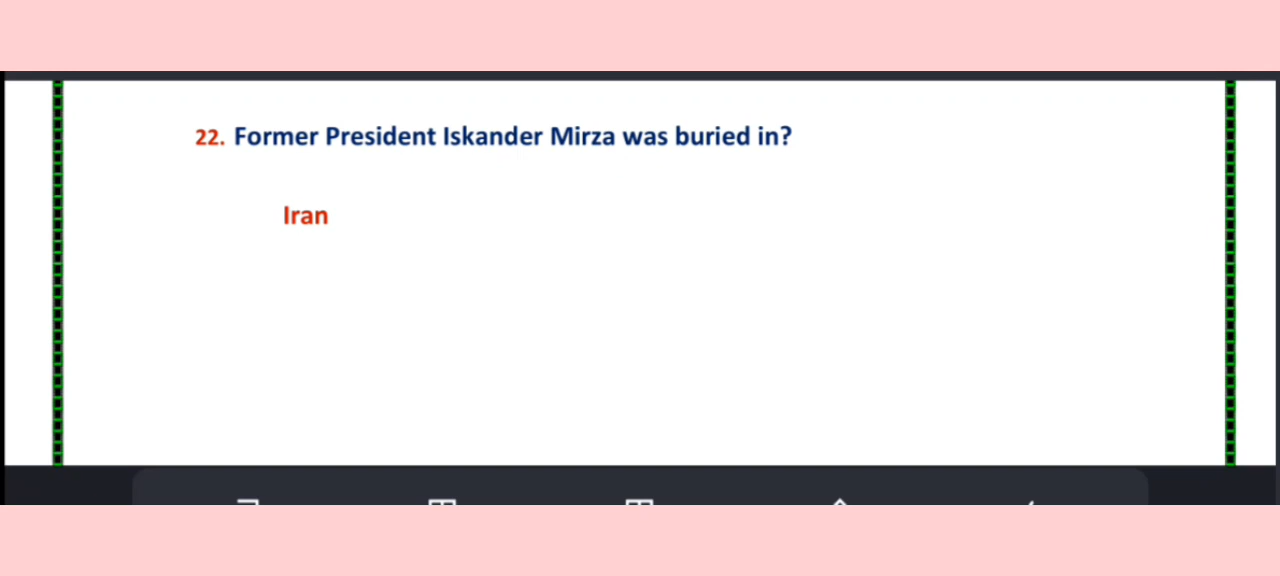 22. Former President Iskander Mirza was buried in?
Iran